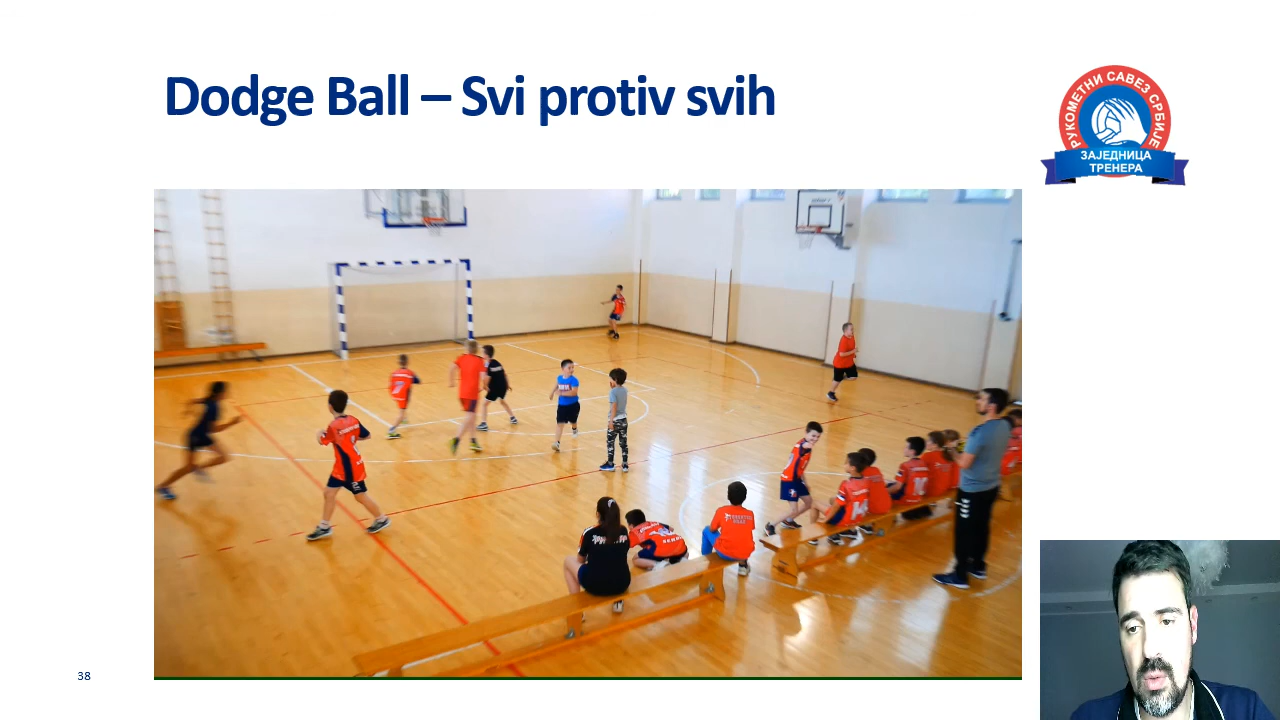 Dodge Ball – Svi protiv svih
РУКОМЕТНИ САВЕЗ СРБИЈЕ
ЗАЈЕДНИЦА
ТРЕНЕРА
38